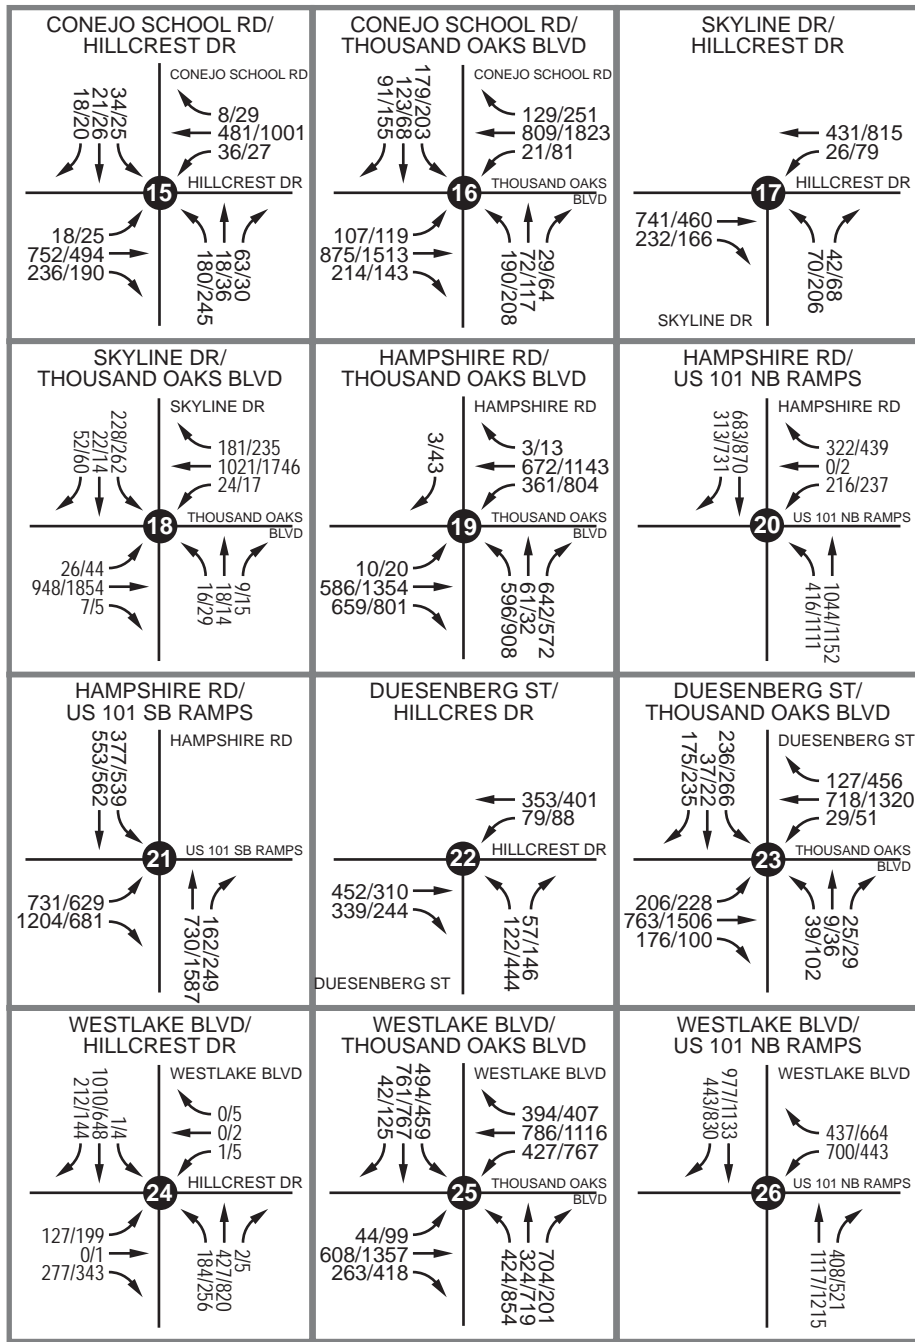 CONEJO SCHOOL RD/
HILLCREST DR
CONEJO SCHOOL RD
34/25
21/26
18/20
8/29
481/1001
36/27
15
HILLCREST DR
18/25
752/494
236/190
63/30
18/36
180/245
CONEJO SCHOOL RD/
THOUSAND OAKS BLVD
CONEJO SCHOOL RD
179/203
123/68
91/155
129/251
809/1823
21/81
16
THOUSAND OAKS
BLVD
107/119
875/1513
214/143
29/64
72/117
190/208
SKYLINE DR/
HILLCREST DR
431/815
26/79
17
HILLCREST DR
741/460
232/166
42/68
70/206
SKYLINE DR
SKYLINE DR/
THOUSAND OAKS BLVD
SKYLINE DR
228/262
22/14
52/60
181/235
1021/1746
24/17
18
THOUSAND OAKS
BLVD
26/44
948/1854
7/5
9/15
18/14
16/29
HAMPSHIRE RD/
THOUSAND OAKS BLVD
HAMPSHIRE RD
3/43
3/13
672/1143
361/804
19
THOUSAND OAKS
BLVD
10/20
586/1354
659/801
642/572
61/32
596/908
HAMPSHIRE RD/
US 101 NB RAMPS
HAMPSHIRE RD
683/870
313/731
322/439
0/2
216/237
20
US 101 NB RAMPS
1044/1152
416/1111
HAMPSHIRE RD/
US 101 SB RAMPS
HAMPSHIRE RD
377/539
553/562
21
US 101 SB RAMPS
731/629
1204/681
162/249
730/1587
DUESENBERG ST/
HILLCRES DR
353/401
79/88
22
HILLCREST DR
452/310
339/244
57/146
122/444
DUESENBERG ST
DUESENBERG ST/
THOUSAND OAKS BLVD
DUESENBERG ST
236/266
37/22
175/235
127/456
718/1320
29/51
23
THOUSAND OAKS
BLVD
206/228
763/1506
176/100
25/29
9/36
39/102
WESTLAKE BLVD/
HILLCREST DR
WESTLAKE BLVD
1/4
1010/648
212/144
0/5
0/2
1/5
24
HILLCREST DR
127/199
0/1
277/343
2/5
427/820
184/256
WESTLAKE BLVD/
THOUSAND OAKS BLVD
WESTLAKE BLVD
494/459
761/767
42/125
394/407
786/1116
427/767
25
THOUSAND OAKS
BLVD
44/99
608/1357
263/418
704/201
324/719
424/854
WESTLAKE BLVD/
US 101 NB RAMPS
WESTLAKE BLVD
977/1133
443/830
437/664
700/443
26
US 101 NB RAMPS
408/521
1117/1215